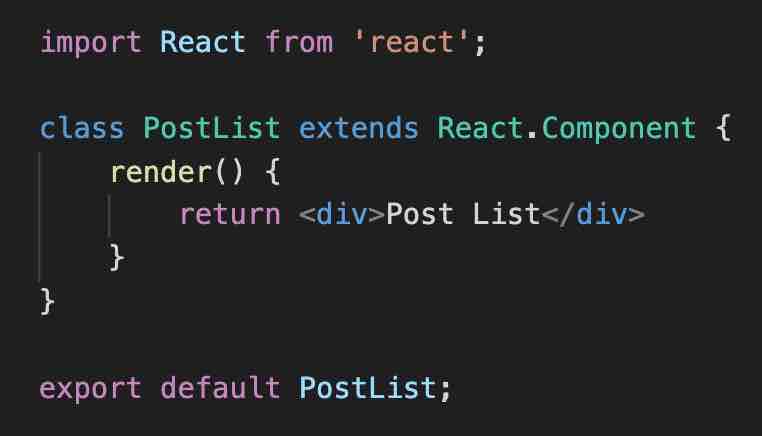 import React from 'react';
class PostList extends React.Component {
render() {
return <div>Post List</div>
}
}
export default PostList;